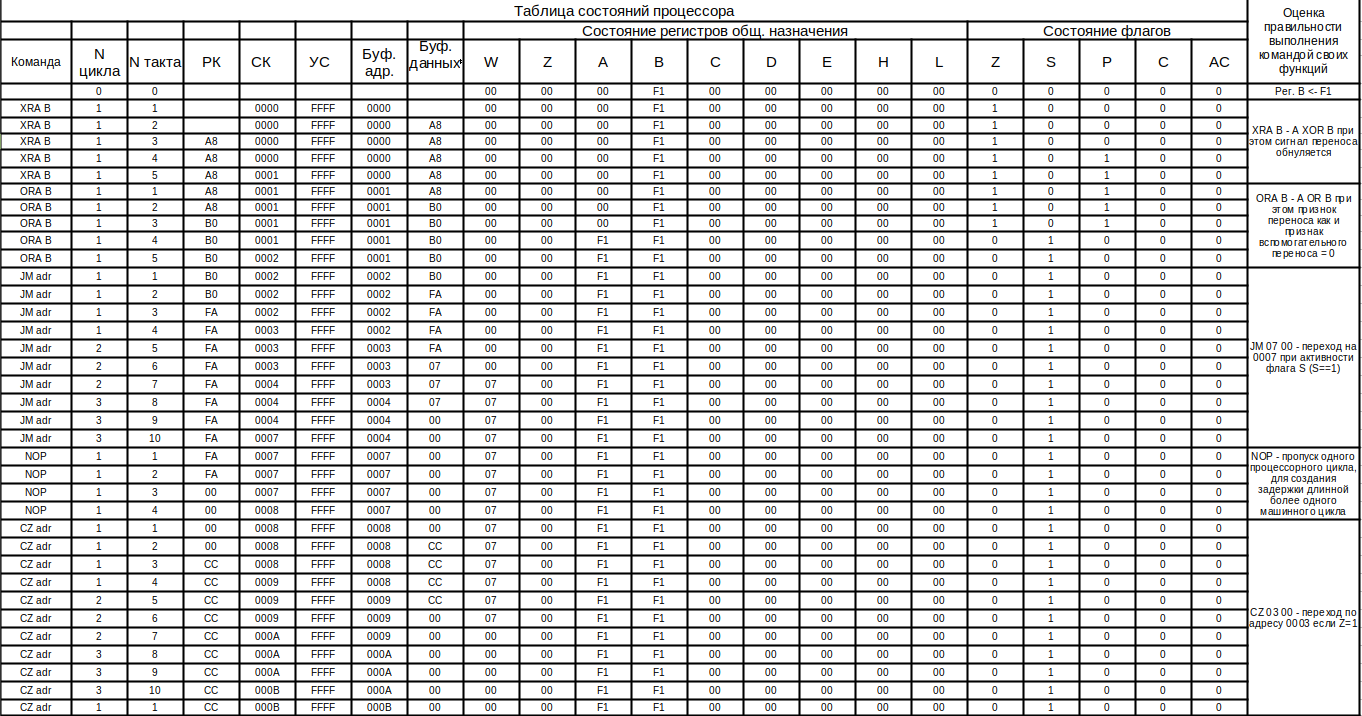 Таблица состояний процессора
Оценка правильности выполнения командой своих функций
Состояние регистров общ. назначения Состояние флагов
Команда N цикла N такта РК СК УС Буф. адр. Буф. данных W Z A B C D E H L Z S P C AC
0 0 00 00 00 F1 00 00 00 00 00 0 0 0 0 0 Рег. B <- F1
XRA B 1 1 0000 FFFF 0000 00 00 00 F1 00 00 00 00 00 1 0 0 0 0
XRA B 1 2 0000 FFFF 0000 A8 00 00 00 F1 00 00 00 00 00 1 0 0 0 0
XRA B 1 3 A8 0000 FFFF 0000 A8 00 00 00 F1 00 00 00 00 00 1 0 0 0 0
XRA B 1 4 A8 0000 FFFF 0000 A8 00 00 00 F1 00 00 00 00 00 1 0 1 0 0
XRA B 1 5 A8 0001 FFFF 0000 A8 00 00 00 F1 00 00 00 00 00 1 0 1 0 0
XRA B - A XOR B при
этом сигнал переноса
обнуляется
ORA B 1 1 A8 0001 FFFF 0001 A8 00 00 00 F1 00 00 00 00 00 1 0 1 0 0
ORA B 1 2 A8 0001 FFFF 0001 B0 00 00 00 F1 00 00 00 00 00 1 0 1 0 0
ORA B 1 3 B0 0001 FFFF 0001 B0 00 00 00 F1 00 00 00 00 00 1 0 1 0 0
ORA B 1 4 B0 0001 FFFF 0001 B0 00 00 F1 F1 00 00 00 00 00 0 1 0 0 0
ORA B 1 5 B0 0002 FFFF 0001 B0 00 00 F1 F1 00 00 00 00 00 0 1 0 0 0
ORA B - A OR B при
этом признок
переноса как и
признак
вспомогательного
переноса = 0
JM adr 1 1 B0 0002 FFFF 0002 B0 00 00 F1 F1 00 00 00 00 00 0 1 0 0 0
JM adr 1 2 B0 0002 FFFF 0002 FA 00 00 F1 F1 00 00 00 00 00 0 1 0 0 0
JM adr 1 3 FA 0002 FFFF 0002 FA 00 00 F1 F1 00 00 00 00 00 0 1 0 0 0
JM adr 1 4 FA 0003 FFFF 0002 FA 00 00 F1 F1 00 00 00 00 00 0 1 0 0 0
JM adr 2 5 FA 0003 FFFF 0003 FA 00 00 F1 F1 00 00 00 00 00 0 1 0 0 0
JM adr 2 6 FA 0003 FFFF 0003 07 00 00 F1 F1 00 00 00 00 00 0 1 0 0 0
JM adr 2 7 FA 0004 FFFF 0003 07 07 00 F1 F1 00 00 00 00 00 0 1 0 0 0
JM adr 3 8 FA 0004 FFFF 0004 07 07 00 F1 F1 00 00 00 00 00 0 1 0 0 0
JM adr 3 9 FA 0004 FFFF 0004 00 07 00 F1 F1 00 00 00 00 00 0 1 0 0 0
JM adr 3 10 FA 0007 FFFF 0004 00 07 00 F1 F1 00 00 00 00 00 0 1 0 0 0
JM 07 00 - переход на
0007 при активности
флага S (S==1)
NOP 1 1 FA 0007 FFFF 0007 00 07 00 F1 F1 00 00 00 00 00 0 1 0 0 0
NOP 1 2 FA 0007 FFFF 0007 00 07 00 F1 F1 00 00 00 00 00 0 1 0 0 0
NOP 1 3 00 0007 FFFF 0007 00 07 00 F1 F1 00 00 00 00 00 0 1 0 0 0
NOP 1 4 00 0008 FFFF 0007 00 07 00 F1 F1 00 00 00 00 00 0 1 0 0 0
NOP - пропуск одного
процессорного цикла,
для создания
задержки длинной
более одного
машинного цикла
CZ adr 1 1 00 0008 FFFF 0008 00 07 00 F1 F1 00 00 00 00 00 0 1 0 0 0
CZ adr 1 2 00 0008 FFFF 0008 CC 07 00 F1 F1 00 00 00 00 00 0 1 0 0 0
CZ adr 1 3 CC 0008 FFFF 0008 CC 07 00 F1 F1 00 00 00 00 00 0 1 0 0 0
CZ adr 1 4 CC 0009 FFFF 0008 CC 07 00 F1 F1 00 00 00 00 00 0 1 0 0 0
CZ adr 2 5 CC 0009 FFFF 0009 CC 07 00 F1 F1 00 00 00 00 00 0 1 0 0 0
CZ adr 2 6 CC 0009 FFFF 0009 00 07 00 F1 F1 00 00 00 00 00 0 1 0 0 0
CZ adr 2 7 CC 000A FFFF 0009 00 00 00 F1 F1 00 00 00 00 00 0 1 0 0 0
CZ adr 3 8 CC 000A FFFF 000A 00 00 00 F1 F1 00 00 00 00 00 0 1 0 0 0
CZ adr 3 9 CC 000A FFFF 000A 00 00 00 F1 F1 00 00 00 00 00 0 1 0 0 0
CZ adr 3 10 CC 000B FFFF 000A 00 00 00 F1 F1 00 00 00 00 00 0 1 0 0 0
CZ adr 1 1 CC 000B FFFF 000B 00 00 00 F1 F1 00 00 00 00 00 0 1 0 0 0
CZ 03 00 - переход по
адресу 0003 если Z=1